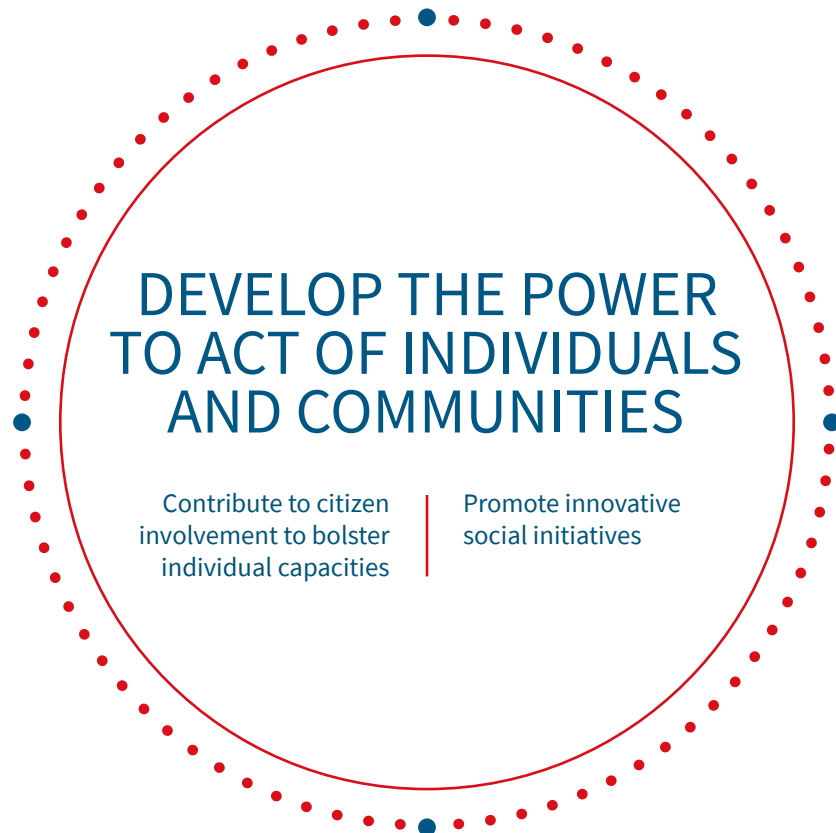 DEVELOP THE POWER
TO ACT OF INDIVIDUALS
AND COMMUNITIES
Contribute to citizen
involvement to bolster
individual capacities
Promote innovative
social initiatives